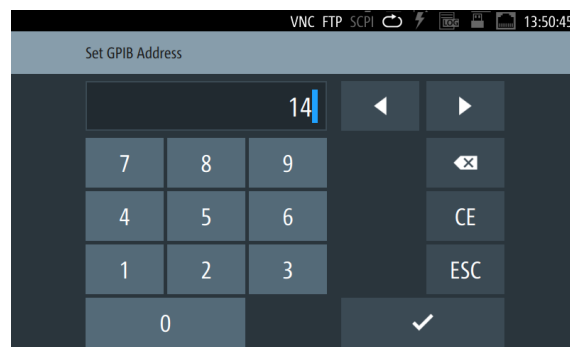 VNC FTP SCPI LOG 13:50:45
Set GPIB Address
14
7 8 9
4 5 6 CE
1 2 3 ESC
0